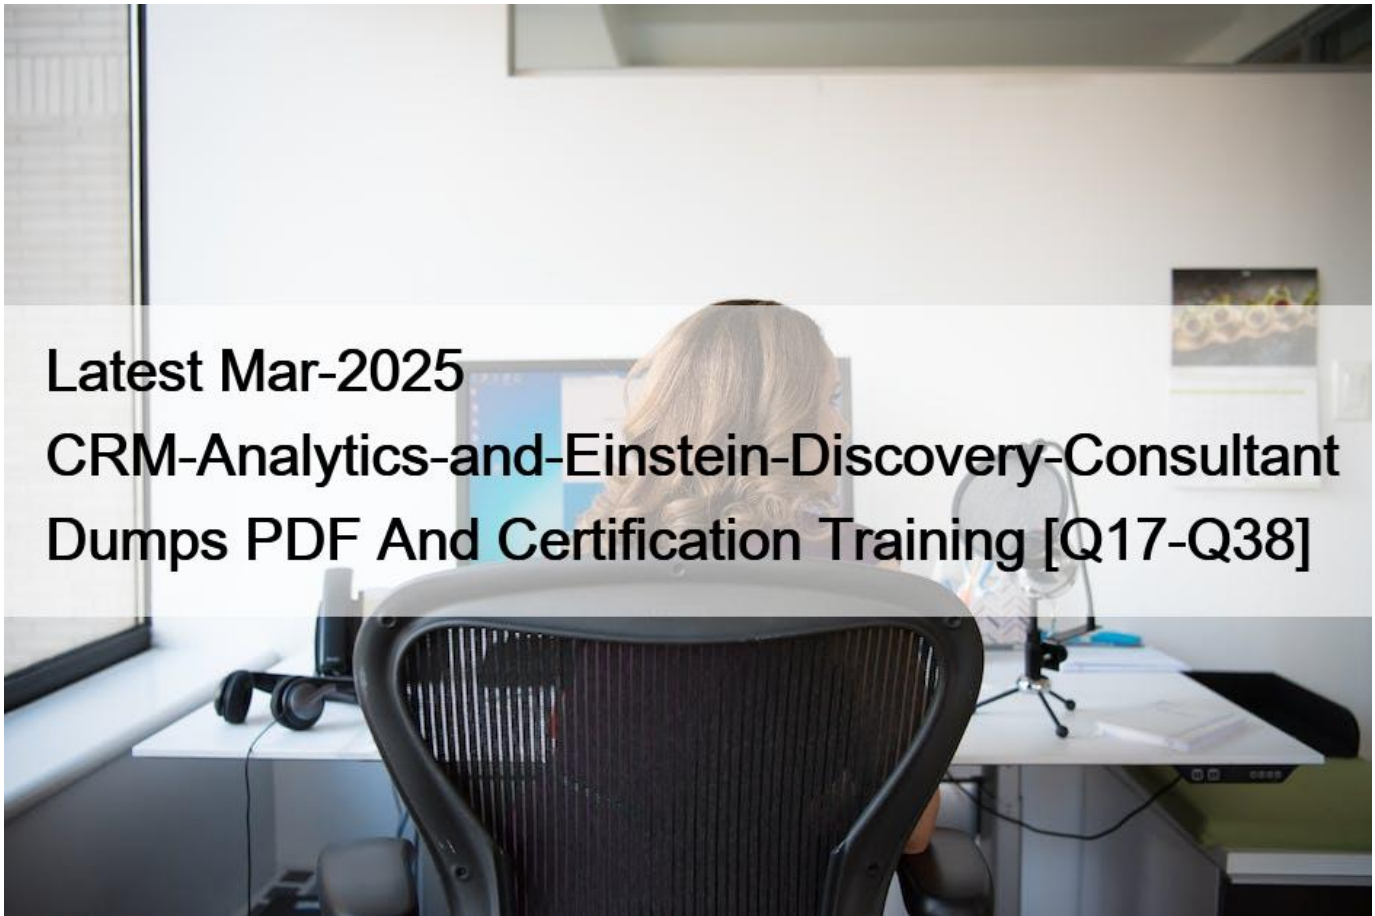 Latest Mar-2025
CRM-Analytics-and-Einstein-Discovery-Consultant
Dumps PDF And Certification Training [Q17-Q38]